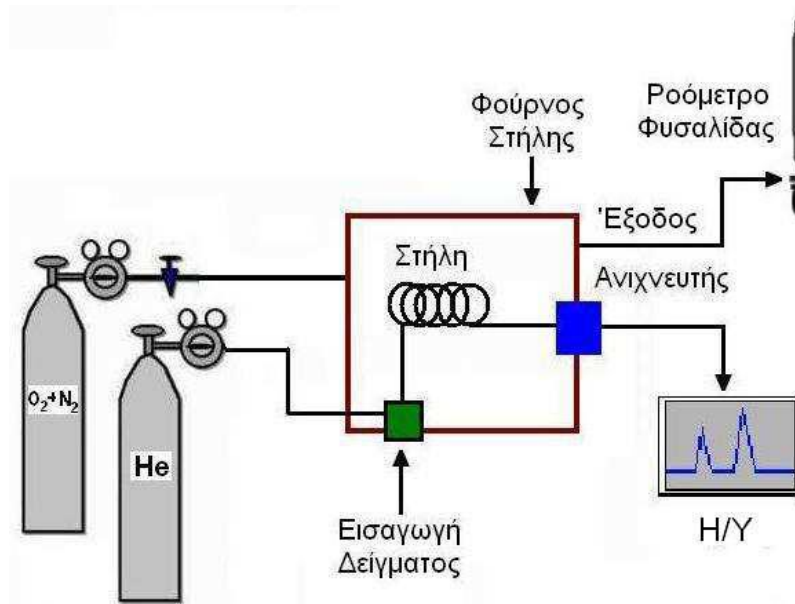 Φούρνος
Στήλης
Ροόμετρο
Φυσαλίδας
Έξοδος
Στήλη
Ανιχνευτής
O₂+N₂
He
Εισαγωγή
Δείγματος
Η/Υ